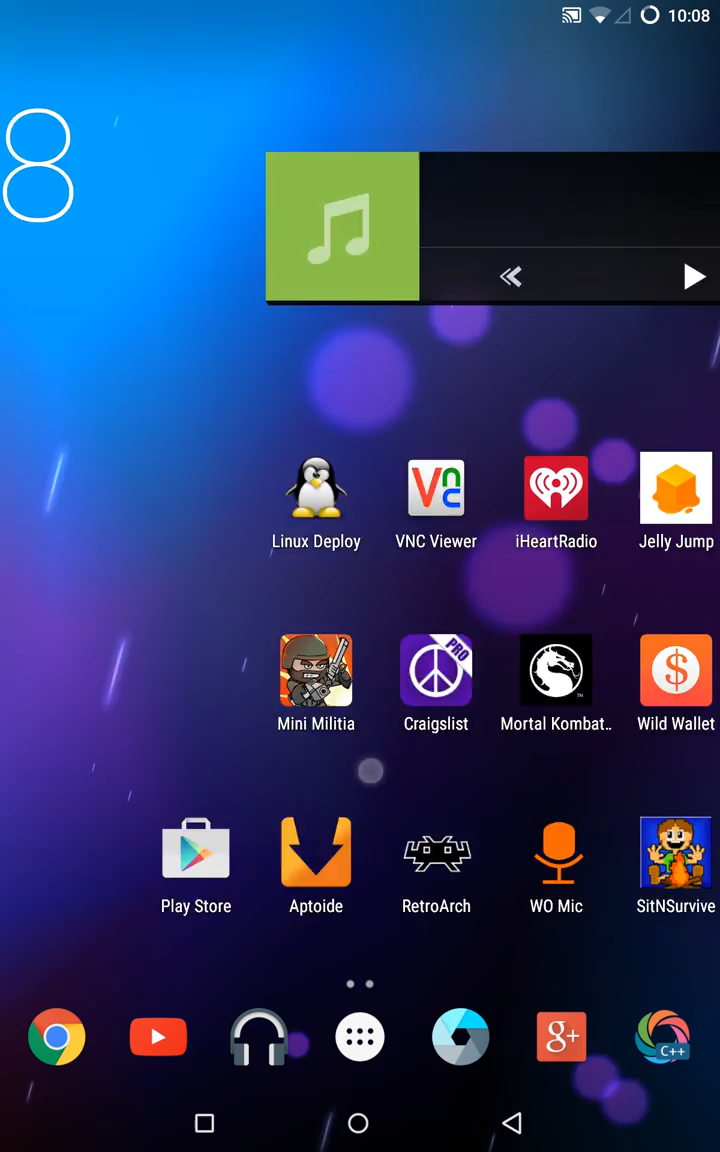 10:08
8
Linux Deploy
VNC Viewer
iHeartRadio
Jelly Jump
PRO
Mini Militia
Craigslist
Mortal Kombat..
Wild Wallet
Play Store
Aptoide
RetroArch
WO Mic
SitNSurvive
g+
C++